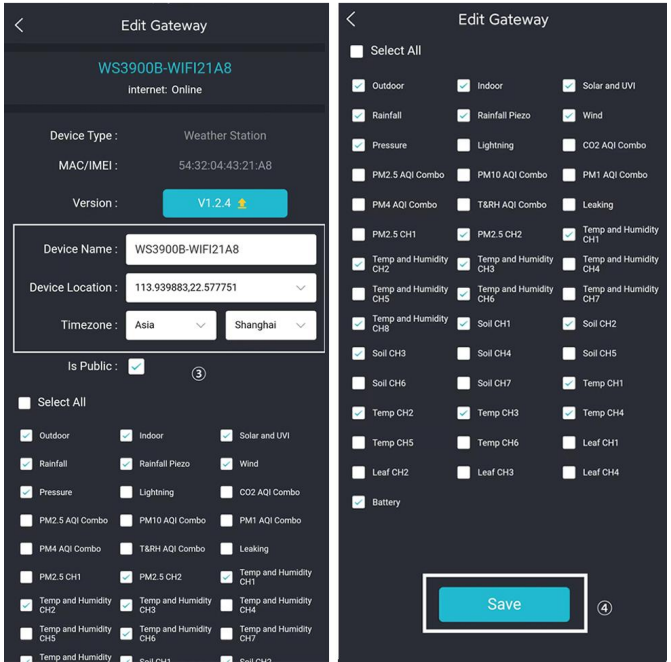 Edit Gateway
WS3900B-WIFI21A8
internet: Online
Device Type : Weather Station
MAC/IMEI : 54:32:04:43:21:A8
Version : V1.2.4
Device Name : WS3900B-WIFI21A8
Device Location : 113.939883,22.577751
Timezone : Asia Shanghai
Is Public :
③
Select All
Outdoor Indoor Solar and UVI
Rainfall Rainfall Piezo Wind
Pressure Lightning CO2 AQI Combo
PM2.5 AQI Combo PM10 AQI Combo PM1 AQI Combo
PM4 AQI Combo T&RH AQI Combo Leaking
PM2.5 CH1 PM2.5 CH2 Temp and Humidity CH1
Temp and Humidity CH2 Temp and Humidity CH3 Temp and Humidity CH4
Temp and Humidity CH5 Temp and Humidity CH6 Temp and Humidity CH7
Temp and Humidity Soil CH1 Soil CH2
Edit Gateway
Select All
Outdoor Indoor Solar and UVI
Rainfall Rainfall Piezo Wind
Pressure Lightning CO2 AQI Combo
PM2.5 AQI Combo PM10 AQI Combo PM1 AQI Combo
PM4 AQI Combo T&RH AQI Combo Leaking
PM2.5 CH1 PM2.5 CH2 Temp and Humidity CH1
Temp and Humidity CH2 Temp and Humidity CH3 Temp and Humidity CH4
Temp and Humidity CH5 Temp and Humidity CH6 Temp and Humidity CH7
Temp and Humidity CH8 Soil CH1 Soil CH2
Soil CH3 Soil CH4 Soil CH5
Soil CH6 Soil CH7 Temp CH1
Temp CH2 Temp CH3 Temp CH4
Temp CH5 Temp CH6 Leaf CH1
Leaf CH2 Leaf CH3 Leaf CH4
Battery
Save
④